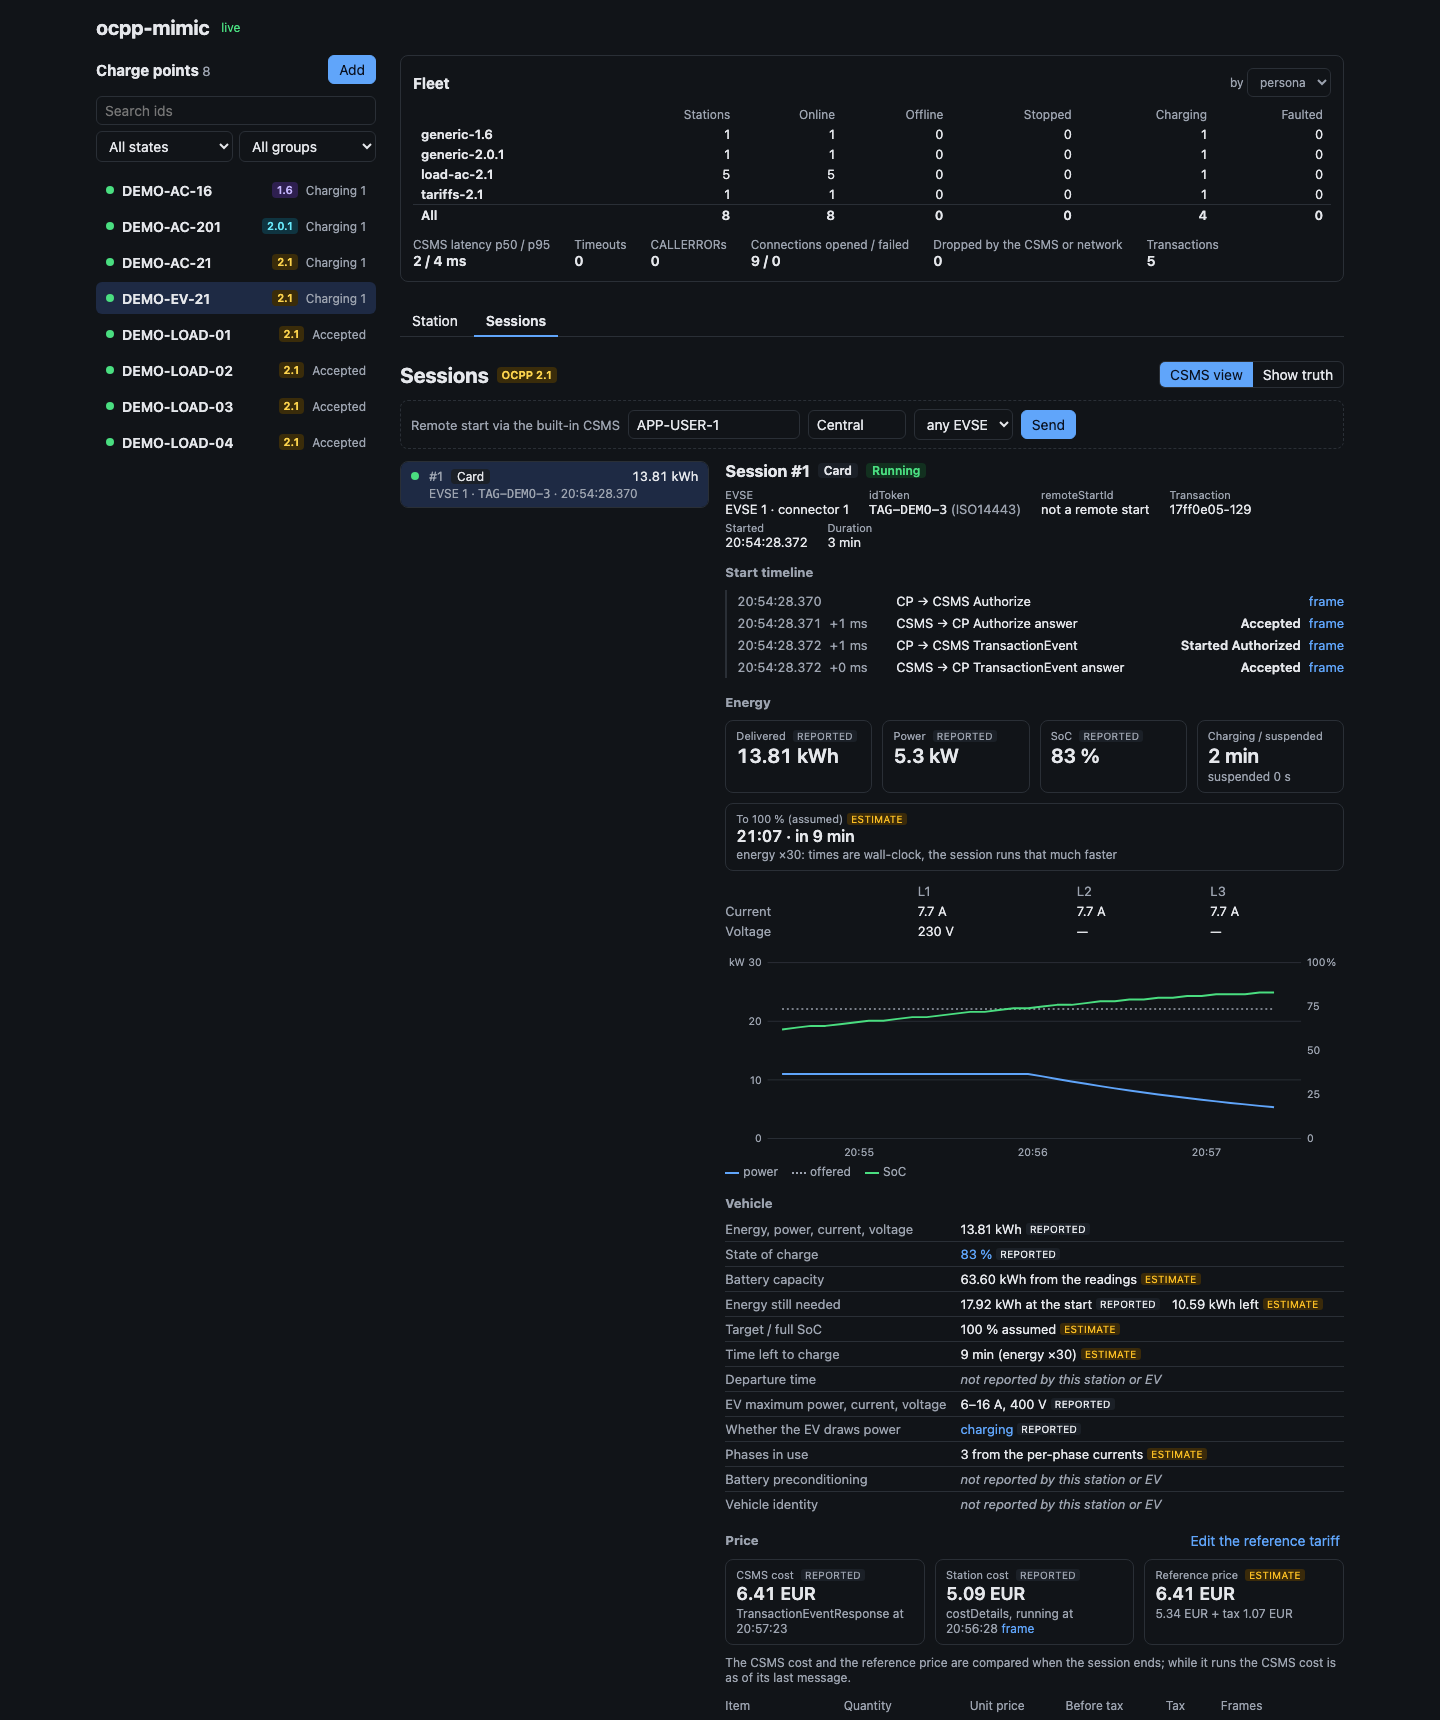 ocpp-mimic live
Charge points 8 Add
Search ids
All states All groups
DEMO-AC-16 1.6 Charging 1
DEMO-AC-201 2.0.1 Charging 1
DEMO-AC-21 2.1 Charging 1
DEMO-EV-21 2.1 Charging 1
DEMO-LOAD-01 2.1 Accepted
DEMO-LOAD-02 2.1 Accepted
DEMO-LOAD-03 2.1 Accepted
DEMO-LOAD-04 2.1 Accepted
Fleet by persona
Stations Online Offline Stopped Charging Faulted
generic-1.6 1 1 0 0 1 0
generic-2.0.1 1 1 0 0 1 0
load-ac-2.1 5 5 0 0 1 0
tariffs-2.1 1 1 0 0 1 0
All 8 8 0 0 4 0
CSMS latency p50 / p95 Timeouts CALLERRORs Connections opened / failed Dropped by the CSMS or network Transactions
2 / 4 ms 0 0 9 / 0 0 5
Station Sessions
Sessions OCPP 2.1 CSMS view Show truth
Remote start via the built-in CSMS APP-USER-1 Central any EVSE Send
#1 Card 13.81 kWh
EVSE 1 · TAG-DEMO-3 · 20:54:28.370
Session #1 Card Running
EVSE idToken remoteStartId Transaction
EVSE 1 · connector 1 TAG-DEMO-3 (ISO14443) not a remote start 17ff0e05-129
Started Duration
20:54:28.372 3 min
Start timeline
20:54:28.370 CP → CSMS Authorize frame
20:54:28.371 +1 ms CSMS → CP Authorize answer Accepted frame
20:54:28.372 +1 ms CP → CSMS TransactionEvent Started Authorized frame
20:54:28.372 +0 ms CSMS → CP TransactionEvent answer Accepted frame
Energy
Delivered REPORTED Power REPORTED SoC REPORTED Charging / suspended
13.81 kWh 5.3 kW 83 % 2 min
suspended 0 s
To 100 % (assumed) ESTIMATE
21:07 · in 9 min
energy ×30: times are wall-clock, the session runs that much faster
L1 L2 L3
Current 7.7 A 7.7 A 7.7 A
Voltage 230 V — —
kW 30 100%
75
20
50
10
25
0 0
20:55 20:56 20:57
power offered SoC
Vehicle
Energy, power, current, voltage 13.81 kWh REPORTED
State of charge 83 % REPORTED
Battery capacity 63.60 kWh from the readings ESTIMATE
Energy still needed 17.92 kWh at the start REPORTED 10.59 kWh left ESTIMATE
Target / full SoC 100 % assumed ESTIMATE
Time left to charge 9 min (energy ×30) ESTIMATE
Departure time not reported by this station or EV
EV maximum power, current, voltage 6–16 A, 400 V REPORTED
Whether the EV draws power charging REPORTED
Phases in use 3 from the per-phase currents ESTIMATE
Battery preconditioning not reported by this station or EV
Vehicle identity not reported by this station or EV
Price Edit the reference tariff
CSMS cost REPORTED Station cost REPORTED Reference price ESTIMATE
6.41 EUR 5.09 EUR 6.41 EUR
TransactionEventResponse at costDetails, running at 5.34 EUR + tax 1.07 EUR
20:57:23 20:56:28 frame
The CSMS cost and the reference price are compared when the session ends; while it runs the CSMS cost is
as of its last message.
Item Quantity Unit price Before tax Tax Frames